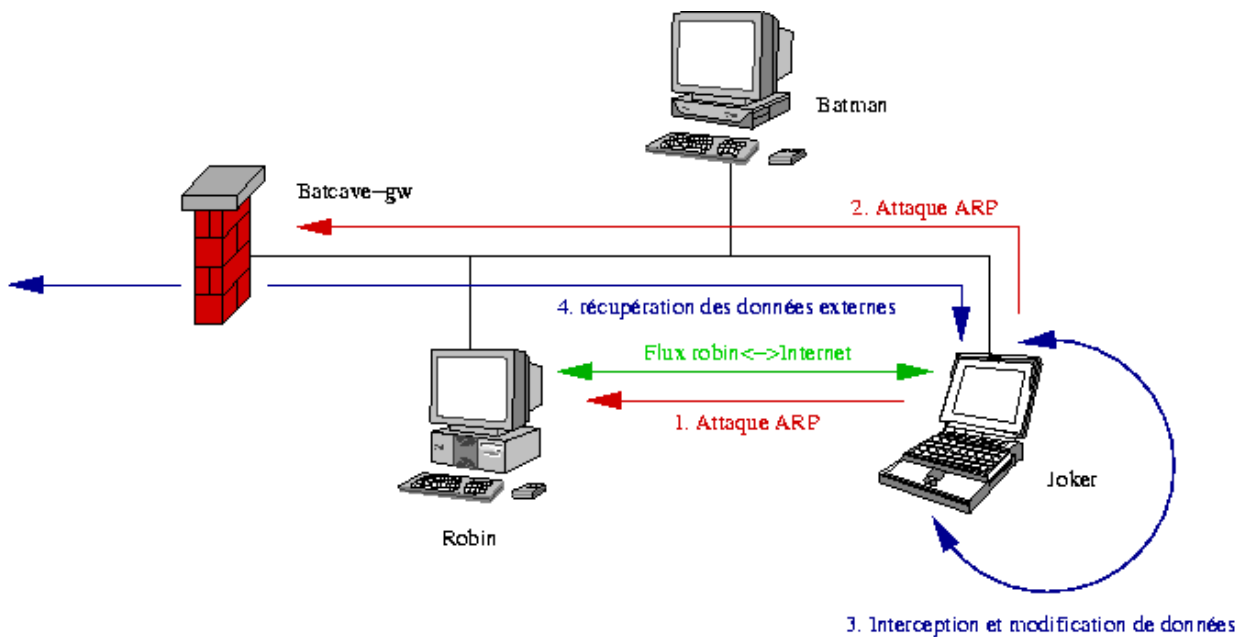 Batman
Batcave-gw
2. Attaque ARP
4. récupération des données externes
Flux robin<->Internet
1. Attaque ARP
Joker
Robin
3. Interception et modification de données